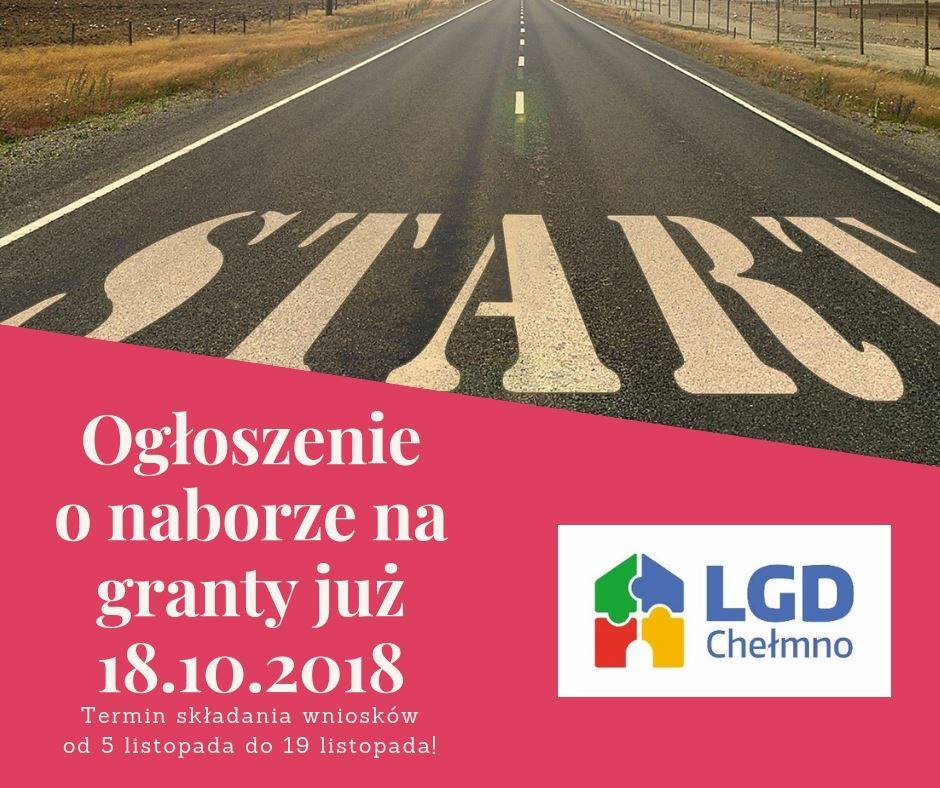 START
Ogłoszenie
o naborze na
granty już
18.10.2018
Termin składania wniosków
od 5 listopada do 19 listopada!
LGD
Chełmno